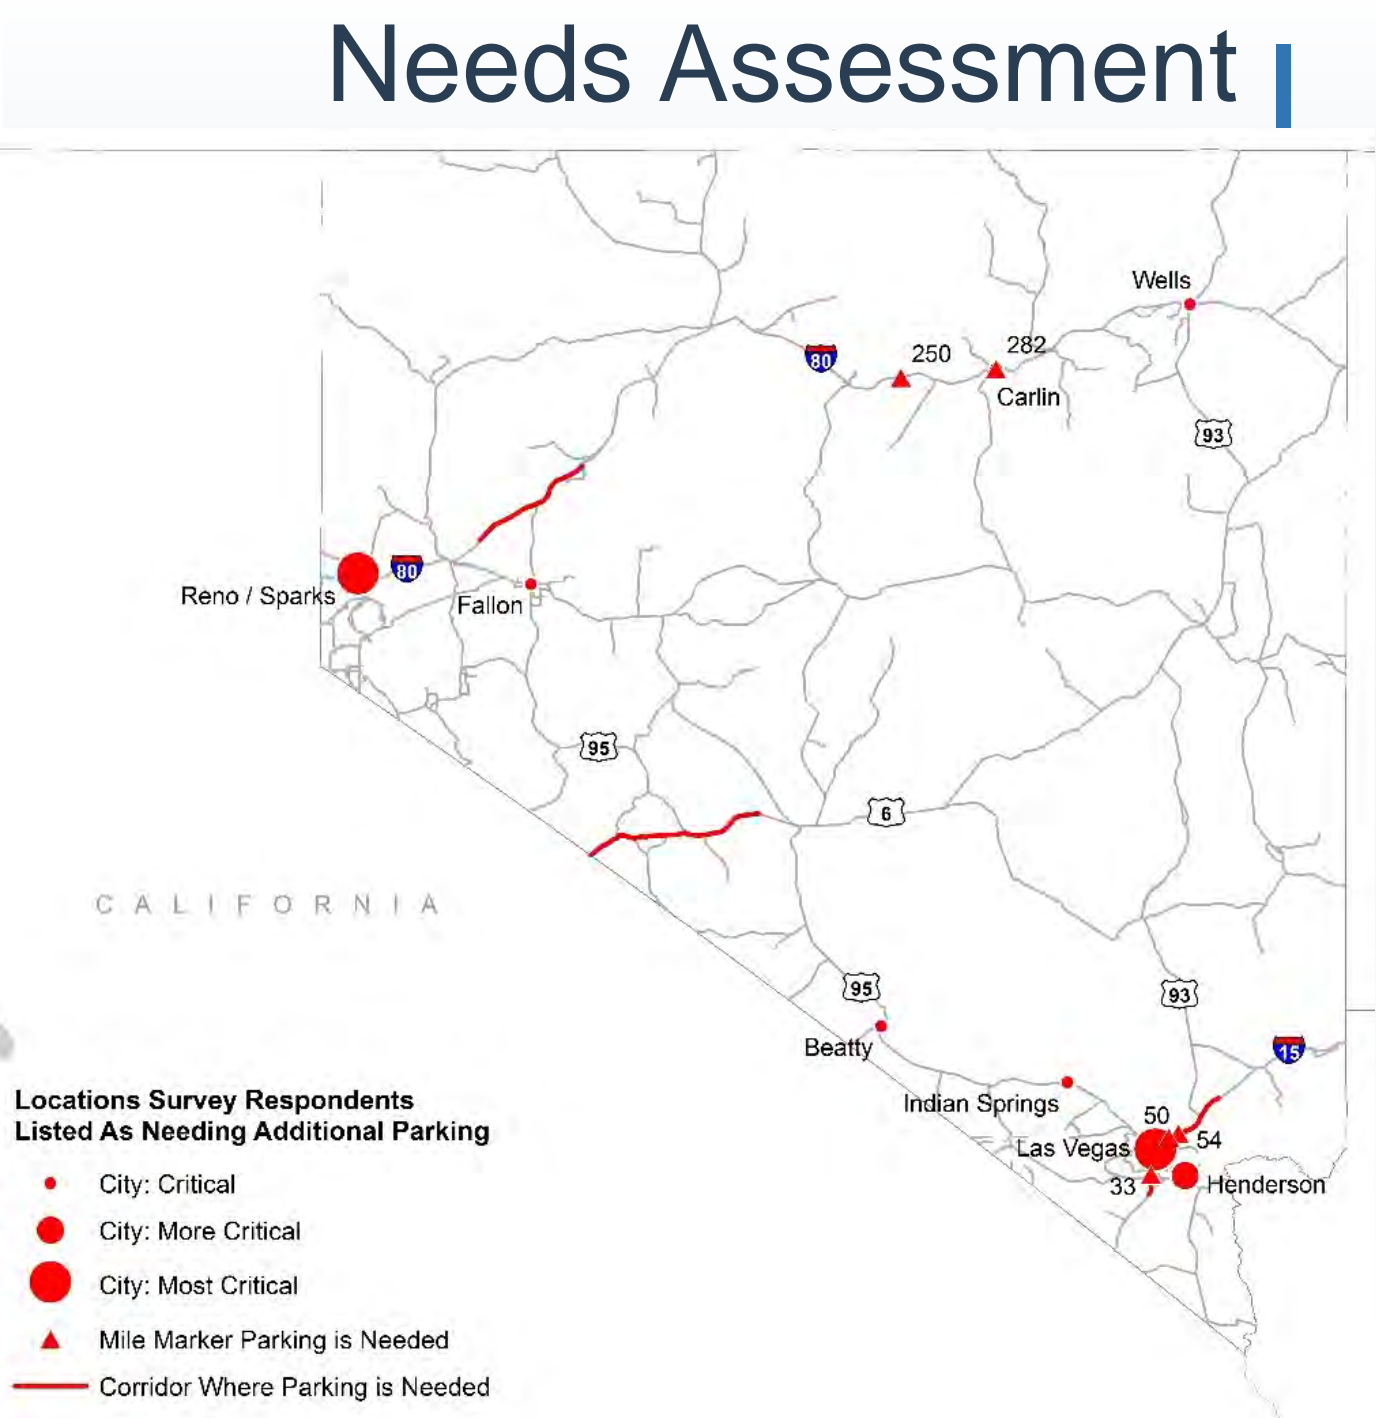 Needs Assessment
Wells
282
250
80
Carlin
93
80
Reno / Sparks
Fallon
95
6
CALIFORNIA
95
93
Beatty
15
Locations Survey Respondents
Listed As Needing Additional Parking
Indian Springs
50
54
Las Vegas
33
Henderson
City: Critical
City: More Critical
City: Most Critical
Mile Marker Parking is Needed
Corridor Where Parking is Needed